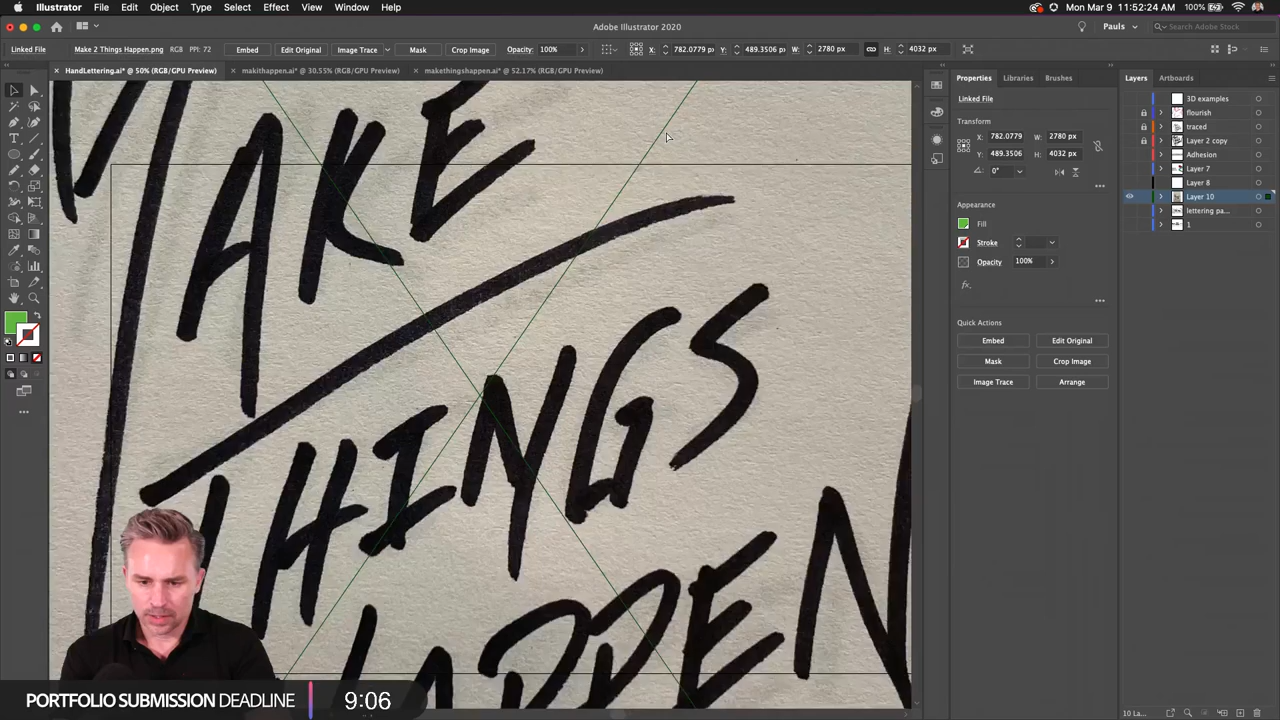 Illustrator File Edit Object Type Select Effect View Window Help
100% Mon Mar 9 11:52:24 AM
Adobe Illustrator 2020
Pauls
Search Adobe Stock
Linked File Make 2 Things Happen.png RGB PPI: 72 Embed Edit Original Image Trace Mask Crop Image Opacity: 100% X: 782.0779 p Y: 489.3506 p W: 2780 px H: 4032 px
HandLettering.ai* @ 50% (RGB/GPU Preview)
makithappen.ai* @ 30.55% (RGB/GPU Preview)
makethingshappen.ai* @ 52.17% (RGB/GPU Preview)
MAKE
THINGS
HAPPEN
Properties Libraries Brushes
Linked File
Transform
X: 782.0779 W: 2780 px
Y: 489.3506 H: 4032 px
0°
Appearance
Fill
Stroke
Opacity 100%
fx.
Quick Actions
Embed Edit Original
Mask Crop Image
Image Trace Arrange
Layers Artboards
3D examples
flourish
traced
Layer 2 copy
Adhesion
Layer 7
Layer 8
Layer 10
lettering pa...
1
10 La...
PORTFOLIO SUBMISSION DEADLINE 9:06